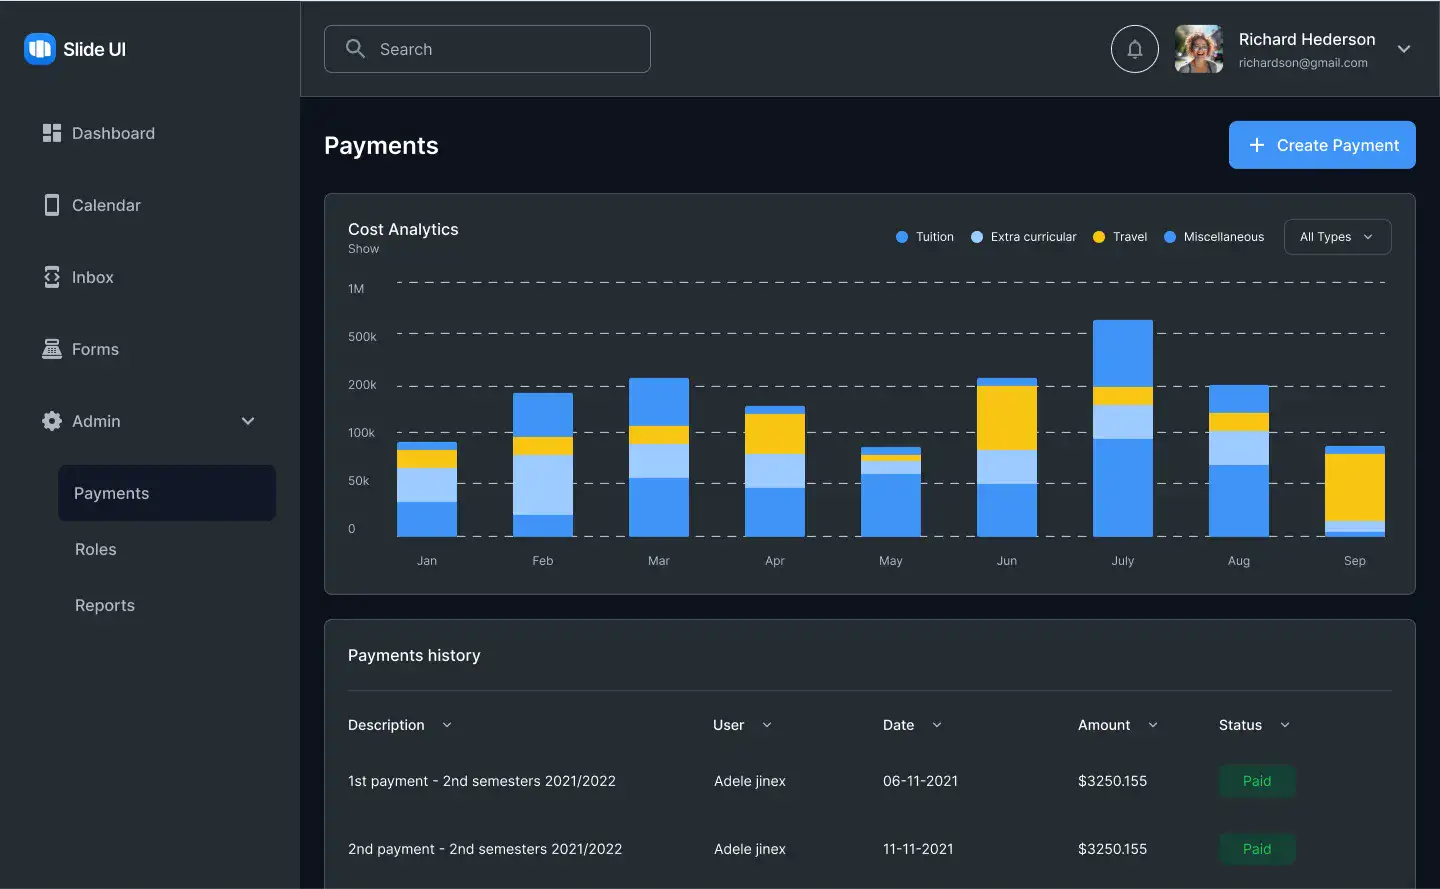 Slide UI
Search
Richard Hederson
richardson@gmail.com
Dashboard
Calendar
Inbox
Forms
Admin
Payments
Roles
Reports
Payments
Create Payment
Cost Analytics
Show
Tuition Extra curricular Travel Miscellaneous All Types
1M
500k
200k
100k
50k
0
Jan Feb Mar Apr May Jun July Aug Sep
Payments history
Description User Date Amount Status
1st payment - 2nd semesters 2021/2022 Adele jinex 06-11-2021 $3250.155 Paid
2nd payment - 2nd semesters 2021/2022 Adele jinex 11-11-2021 $3250.155 Paid